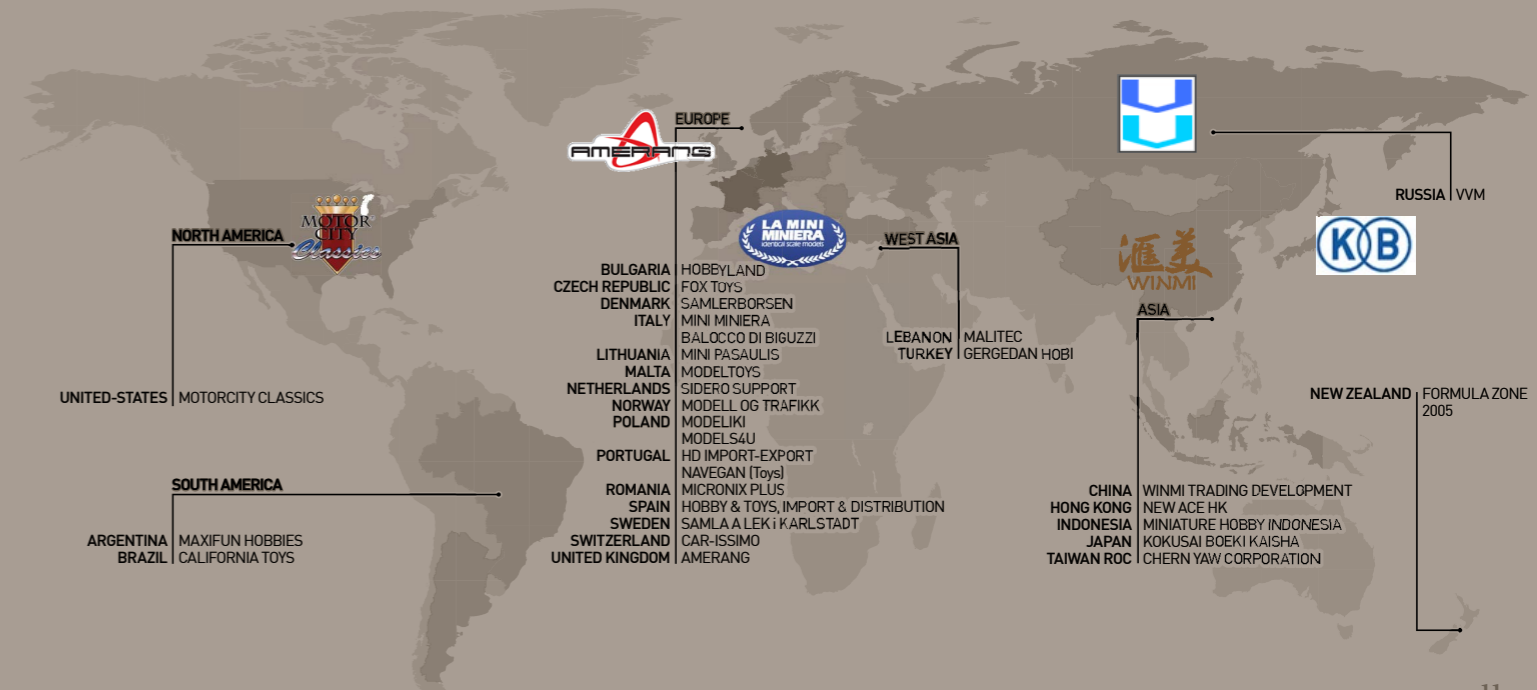 EUROPE
AMERANG
RUSSIA VVM
MOTOR
CITY
Classics
NORTH AMERICA
LA MINI
MINIERA
identical scale models
WEST ASIA
滙美
WINMI
KB
BULGARIA HOBBYLAND
CZECH REPUBLIC FOX TOYS
DENMARK SAMLERBORSEN
ITALY MINI MINIERA
BALOCCO DI BIGUZZI
LITHUANIA MINI PASAULIS
MALTA MODELTOYS
NETHERLANDS SIDERO SUPPORT
NORWAY MODELL OG TRAFIKK
POLAND MODELIKI
MODELS4U
PORTUGAL HD IMPORT-EXPORT
NAVEGAN (Toys)
ROMANIA MICRONIX PLUS
SPAIN HOBBY & TOYS, IMPORT & DISTRIBUTION
SWEDEN SAMLA A LEK i KARLSTADT
SWITZERLAND CAR-ISSIMO
UNITED KINGDOM AMERANG
LEBANON MALITEC
TURKEY GERGEDAN HOBI
ASIA
UNITED-STATES MOTORCITY CLASSICS
NEW ZEALAND FORMULA ZONE
2005
SOUTH AMERICA
ARGENTINA MAXIFUN HOBBIES
BRAZIL CALIFORNIA TOYS
CHINA WINMI TRADING DEVELOPMENT
HONG KONG NEW ACE HK
INDONESIA MINIATURE HOBBY INDONESIA
JAPAN KOKUSAI BOEKI KAISHA
TAIWAN ROC CHERN YAW CORPORATION
11